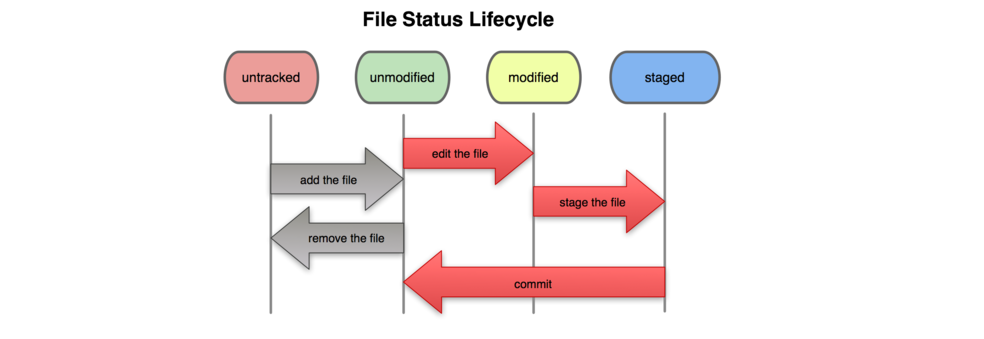 File Status Lifecycle
untracked
unmodified
modified
staged
edit the file
add the file
stage the file
remove the file
commit